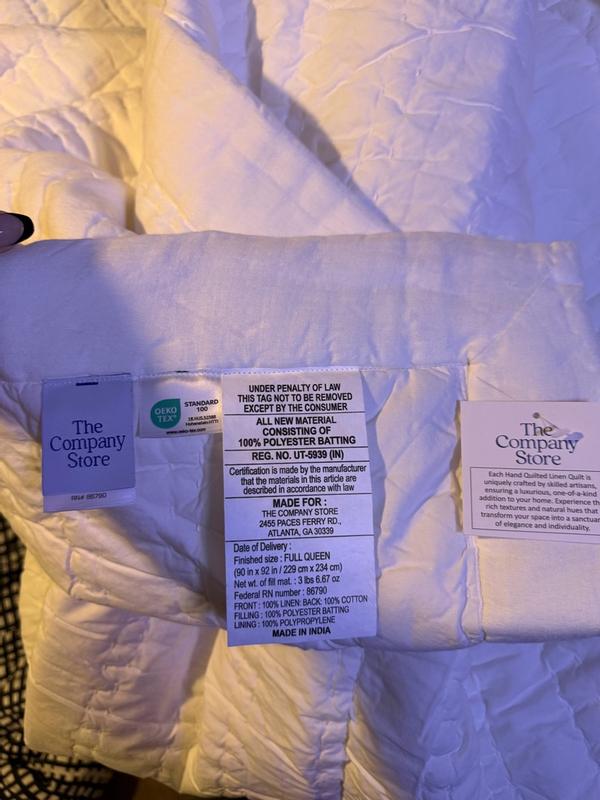 The
Company
Store
RN# 86790
OEKO
TEX®
STANDARD
100
Hohenstein HTTI
www.oeko-tex.com
UNDER PENALTY OF LAW
THIS TAG NOT TO BE REMOVED
EXCEPT BY THE CONSUMER
ALL NEW MATERIAL
CONSISTING OF
100% POLYESTER BATTING
REG. NO. UT-5939 (IN)
Certification is made by the manufacturer
that the materials in this article are
described in accordance with law
MADE FOR :
THE COMPANY STORE
2455 PACES FERRY RD.,
ATLANTA, GA 30339
Date of Delivery :
Finished size : FULL QUEEN
(90 in x 92 in / 229 cm x 234 cm)
Net wt. of fill mat. : 3 lbs 6.67 oz
Federal RN number : 86790
FRONT : 100% LINEN: BACK: 100% COTTON
FILLING : 100% POLYESTER BATTING
LINING : 100% POLYPROPYLENE
MADE IN INDIA
The
Company
Store
Each Hand Quilted Linen Quilt is
uniquely crafted by skilled artisans,
ensuring a luxurious, one-of-a-kind
addition to your home. Experience the
rich textures and natural hues that
transform your space into a sanctuary
of elegance and individuality.